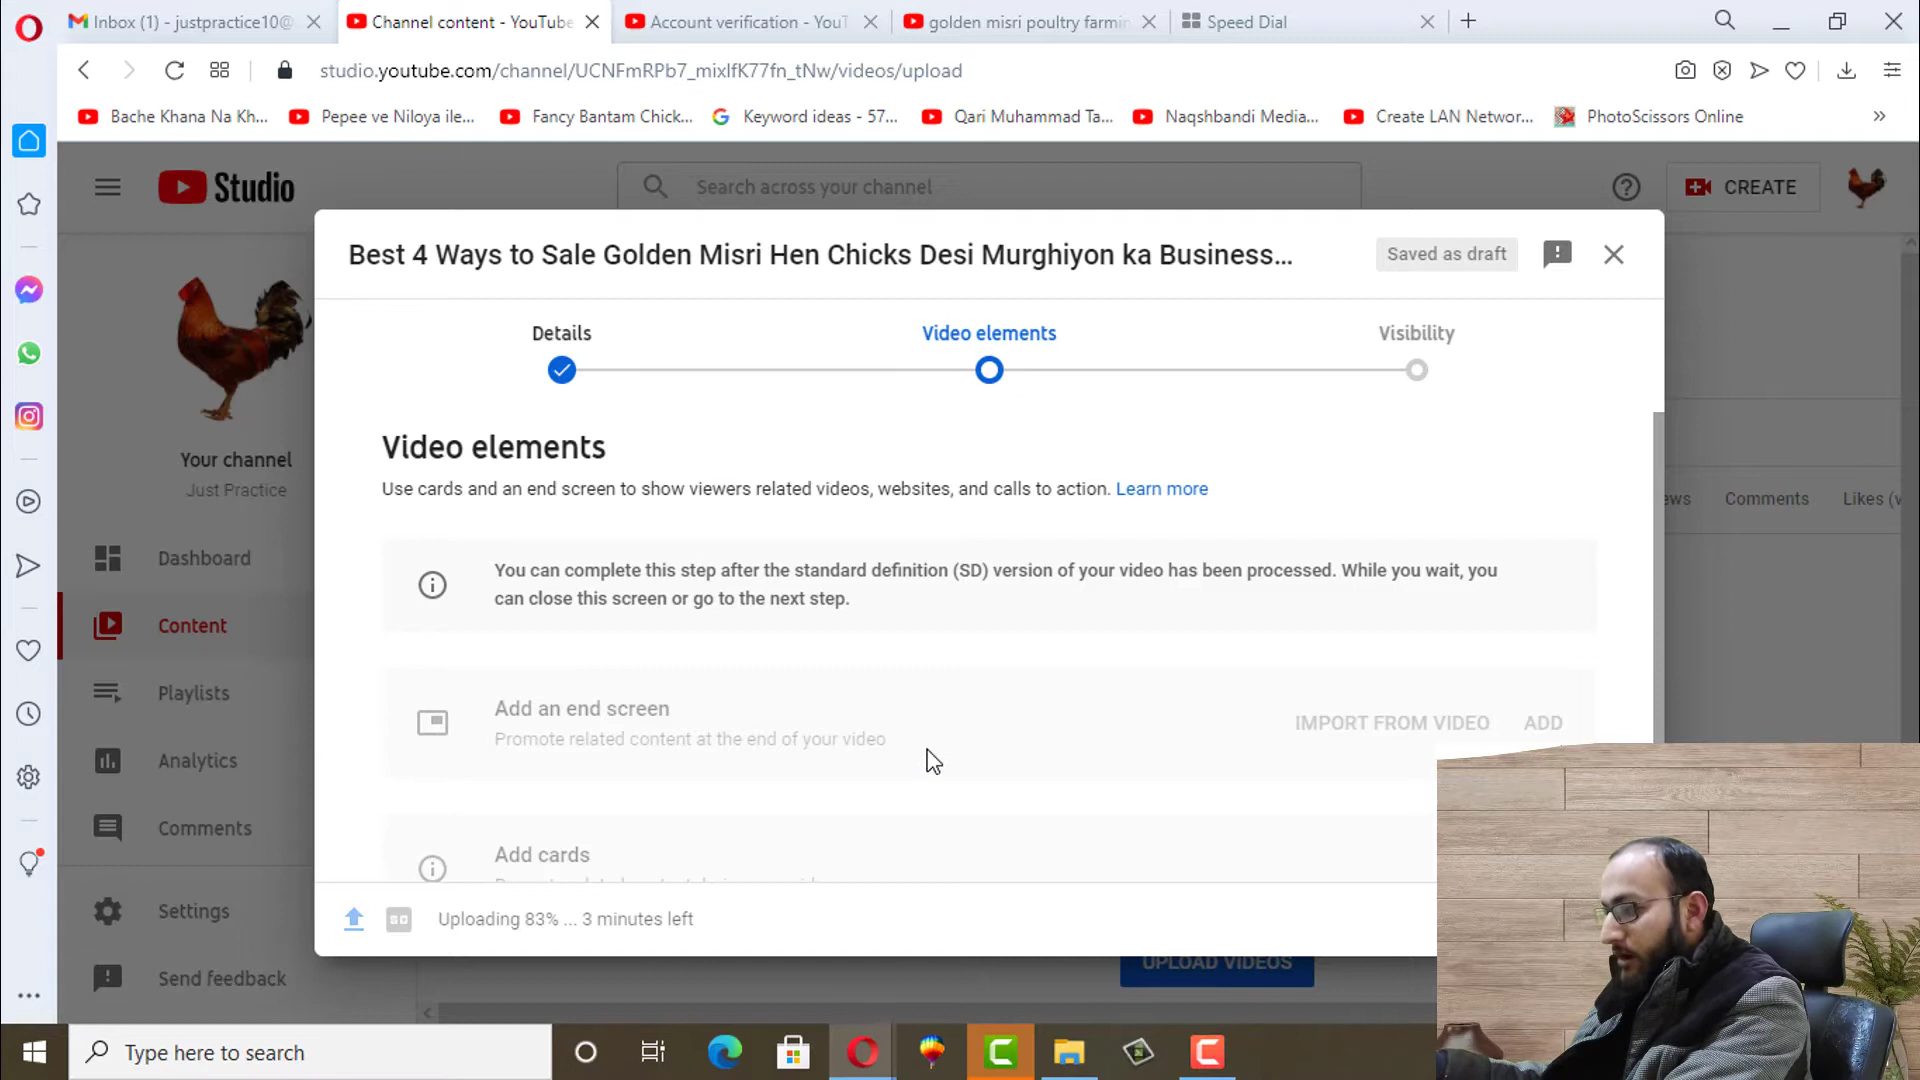 Inbox (1) - justpractice10@
Channel content - YouTube
Account verification - YouT
golden misri poultry farmin
Speed Dial
studio.youtube.com/channel/UCNFmRPb7_mixlfK77fn_tNw/videos/upload
Bache Khana Na Kh...
Pepee ve Niloya ile...
Fancy Bantam Chick...
Keyword ideas - 57...
Qari Muhammad Ta...
Naqshbandi Media...
Create LAN Networ...
PhotoScissors Online
Studio
Search across your channel
CREATE
Best 4 Ways to Sale Golden Misri Hen Chicks Desi Murghiyon ka Business...
Saved as draft
Details
Video elements
Visibility
Video elements
Use cards and an end screen to show viewers related videos, websites, and calls to action. Learn more
You can complete this step after the standard definition (SD) version of your video has been processed. While you wait, you
can close this screen or go to the next step.
Add an end screen
Promote related content at the end of your video
IMPORT FROM VIDEO
ADD
Add cards
Uploading 83% ... 3 minutes left
UPLOAD VIDEOS
Your channel
Just Practice
Dashboard
Content
Playlists
Analytics
Comments
Settings
Send feedback
Comments
Likes (v
Type here to search